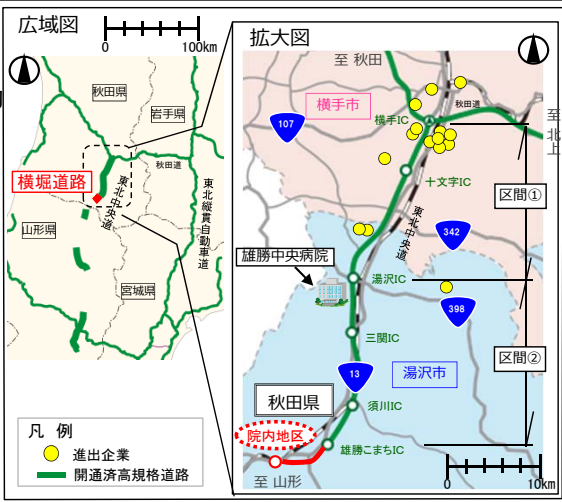 広域図
0
100km
秋田県
岩手県
秋田道
横堀道路
東北中央道
東北縦貫自動車道
山形県
宮城県
凡 例
進出企業
開通済高規格道路
拡大図
至 秋田
横手市
秋田道
107
横手IC
至 北上
十文字IC
区間①
東北中央道
342
雄勝中央病院
湯沢IC
398
三関IC
区間②
13
湯沢市
秋田県
須川IC
院内地区
雄勝こまちIC
至 山形
0
10km